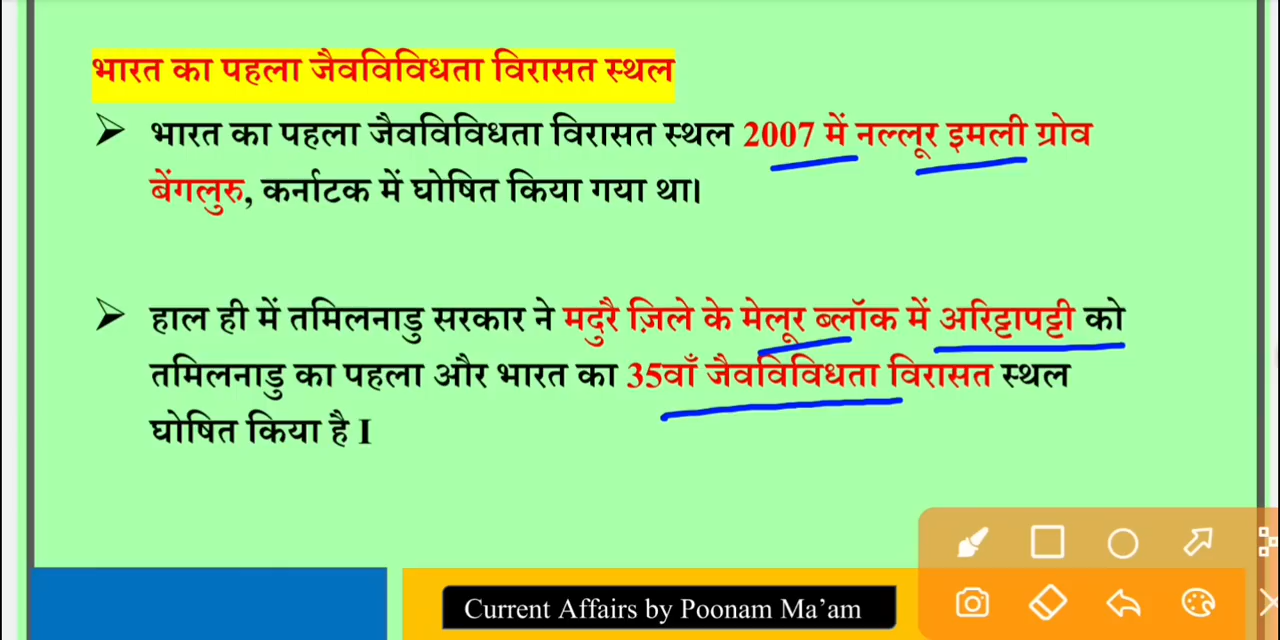 भारत का पहला जैवविविधता विरासत स्थल
➢ भारत का पहला जैवविविधता विरासत स्थल 2007 में नल्लूर इमली ग्रोव
बेंगलुरु, कर्नाटक में घोषित किया गया था।
➢ हाल ही में तमिलनाडु सरकार ने मदुरै ज़िले के मेलूर ब्लॉक में अरिट्टापट्टी को
तमिलनाडु का पहला और भारत का 35वाँ जैवविविधता विरासत स्थल
घोषित किया है I
Current Affairs by Poonam Ma’am